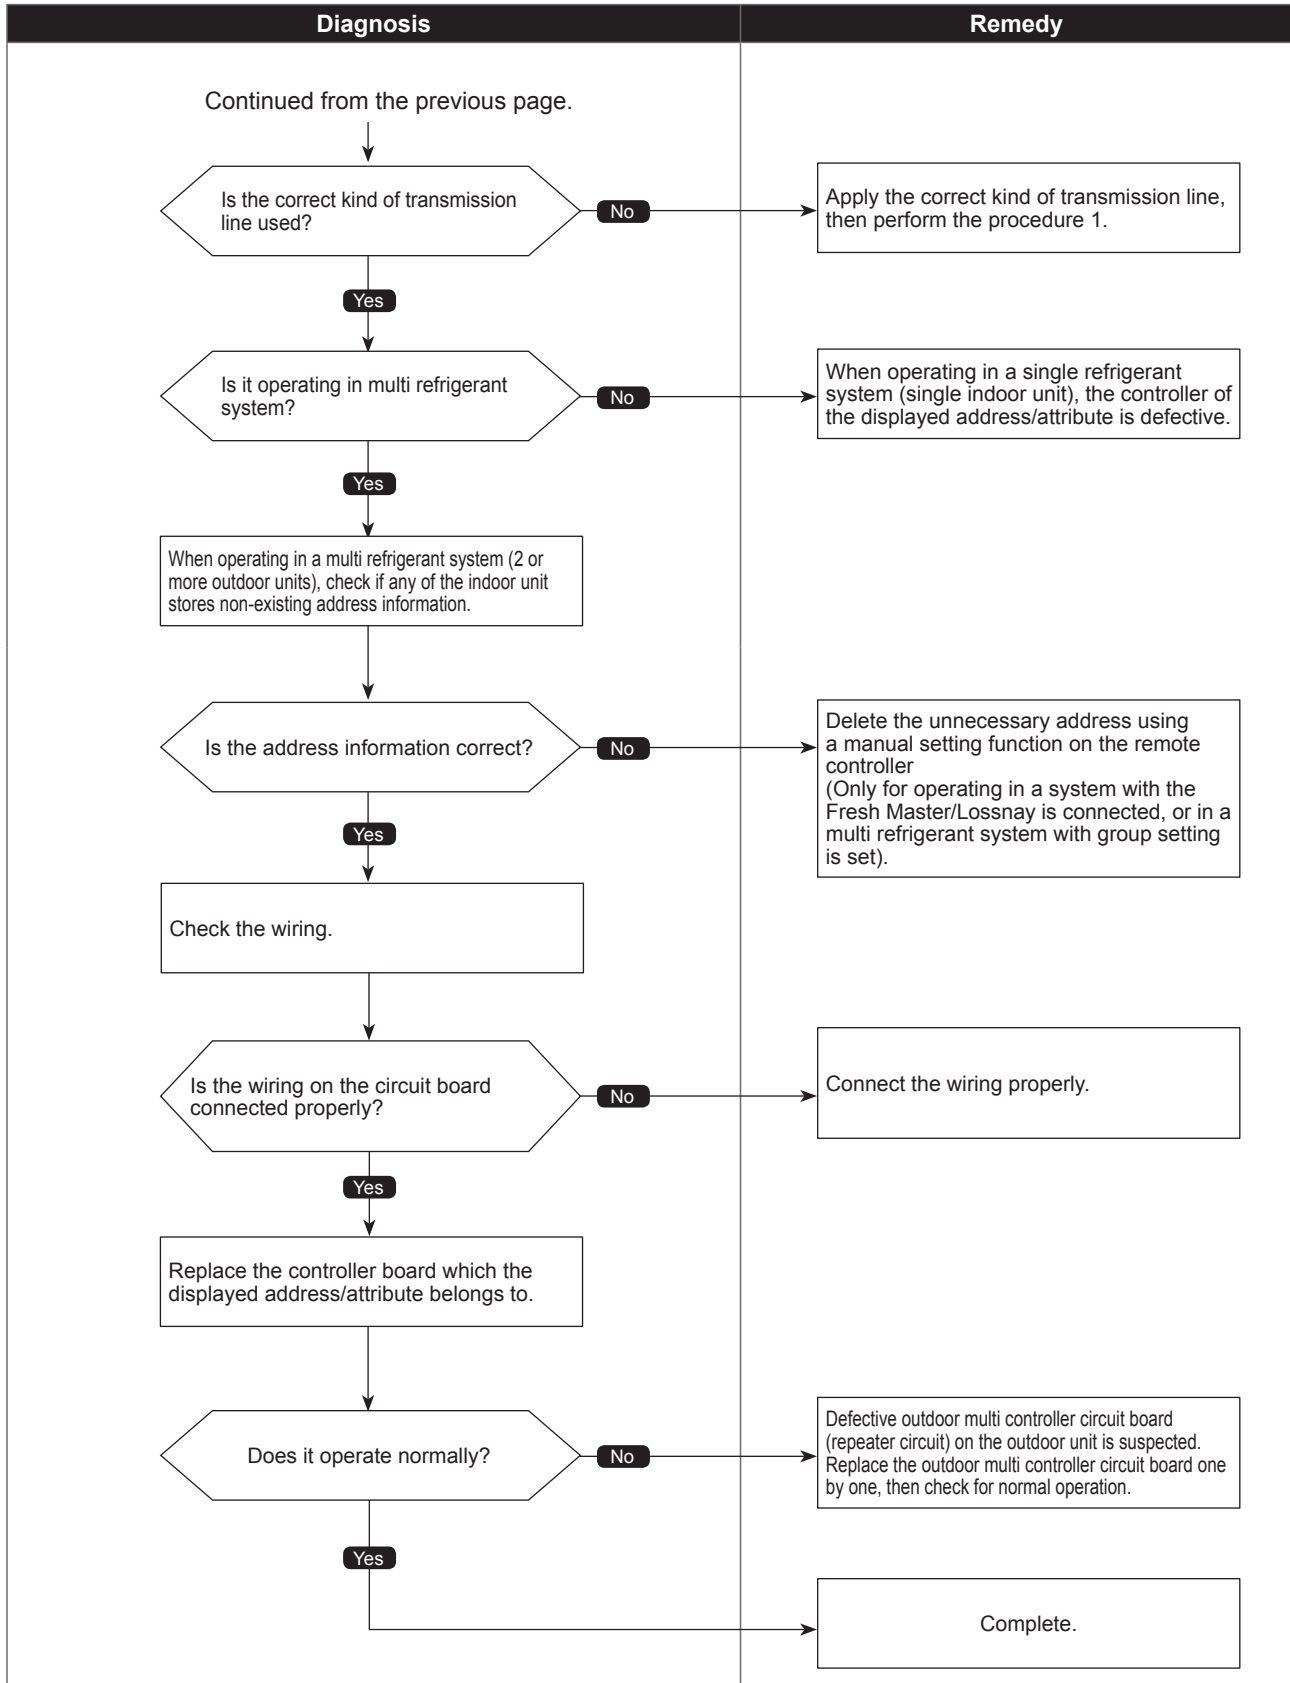 Diagnosis
Remedy
Continued from the previous page.
Is the correct kind of transmission
line used?
No
Apply the correct kind of transmission line,
then perform the procedure 1.
Yes
Is it operating in multi refrigerant
system?
No
When operating in a single refrigerant
system (single indoor unit), the controller of
the displayed address/attribute is defective.
Yes
When operating in a multi refrigerant system (2 or
more outdoor units), check if any of the indoor unit
stores non-existing address information.
Is the address information correct?
No
Delete the unnecessary address using
a manual setting function on the remote
controller
(Only for operating in a system with the
Fresh Master/Lossnay is connected, or in a
multi refrigerant system with group setting
is set).
Yes
Check the wiring.
Is the wiring on the circuit board
connected properly?
No
Connect the wiring properly.
Yes
Replace the controller board which the
displayed address/attribute belongs to.
Does it operate normally?
No
Defective outdoor multi controller circuit board
(repeater circuit) on the outdoor unit is suspected.
Replace the outdoor multi controller circuit board one
by one, then check for normal operation.
Yes
Complete.